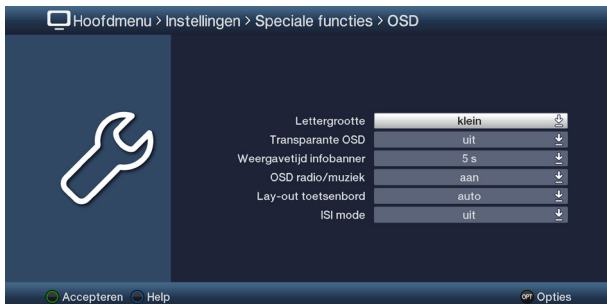 Hoofdmenu > Instellingen > Speciale functies > OSD
Lettergrootte klein
Transparante OSD uit
Weergavetijd infobanner 5 s
OSD radio/muziek aan
Lay-out toetsenbord auto
ISI mode uit
Accepteren Help OPT Opties